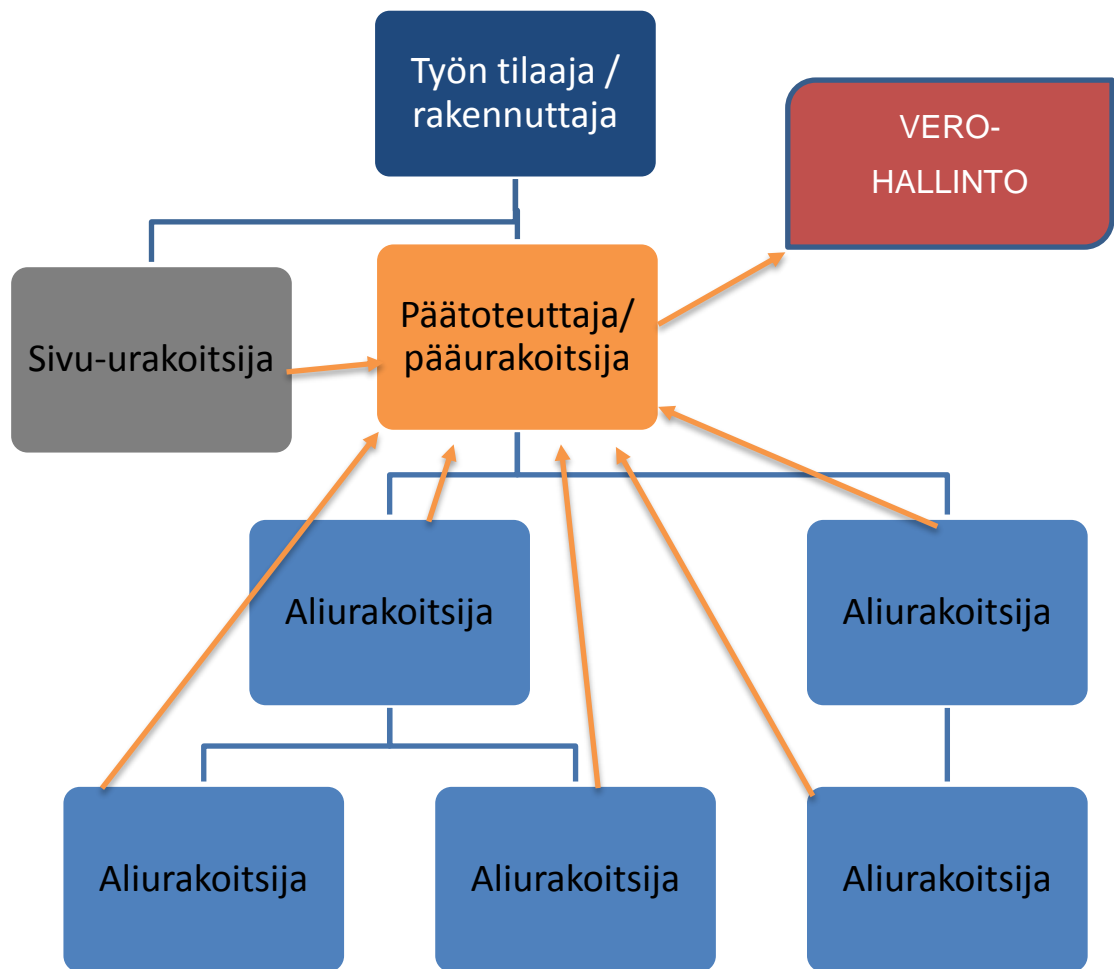 Työn tilaaja /
rakennuttaja
VERO-
HALLINTO
Sivu-urakoitsija
Päätoteuttaja/
pääurakoitsija
Aliurakoitsija
Aliurakoitsija
Aliurakoitsija
Aliurakoitsija
Aliurakoitsija